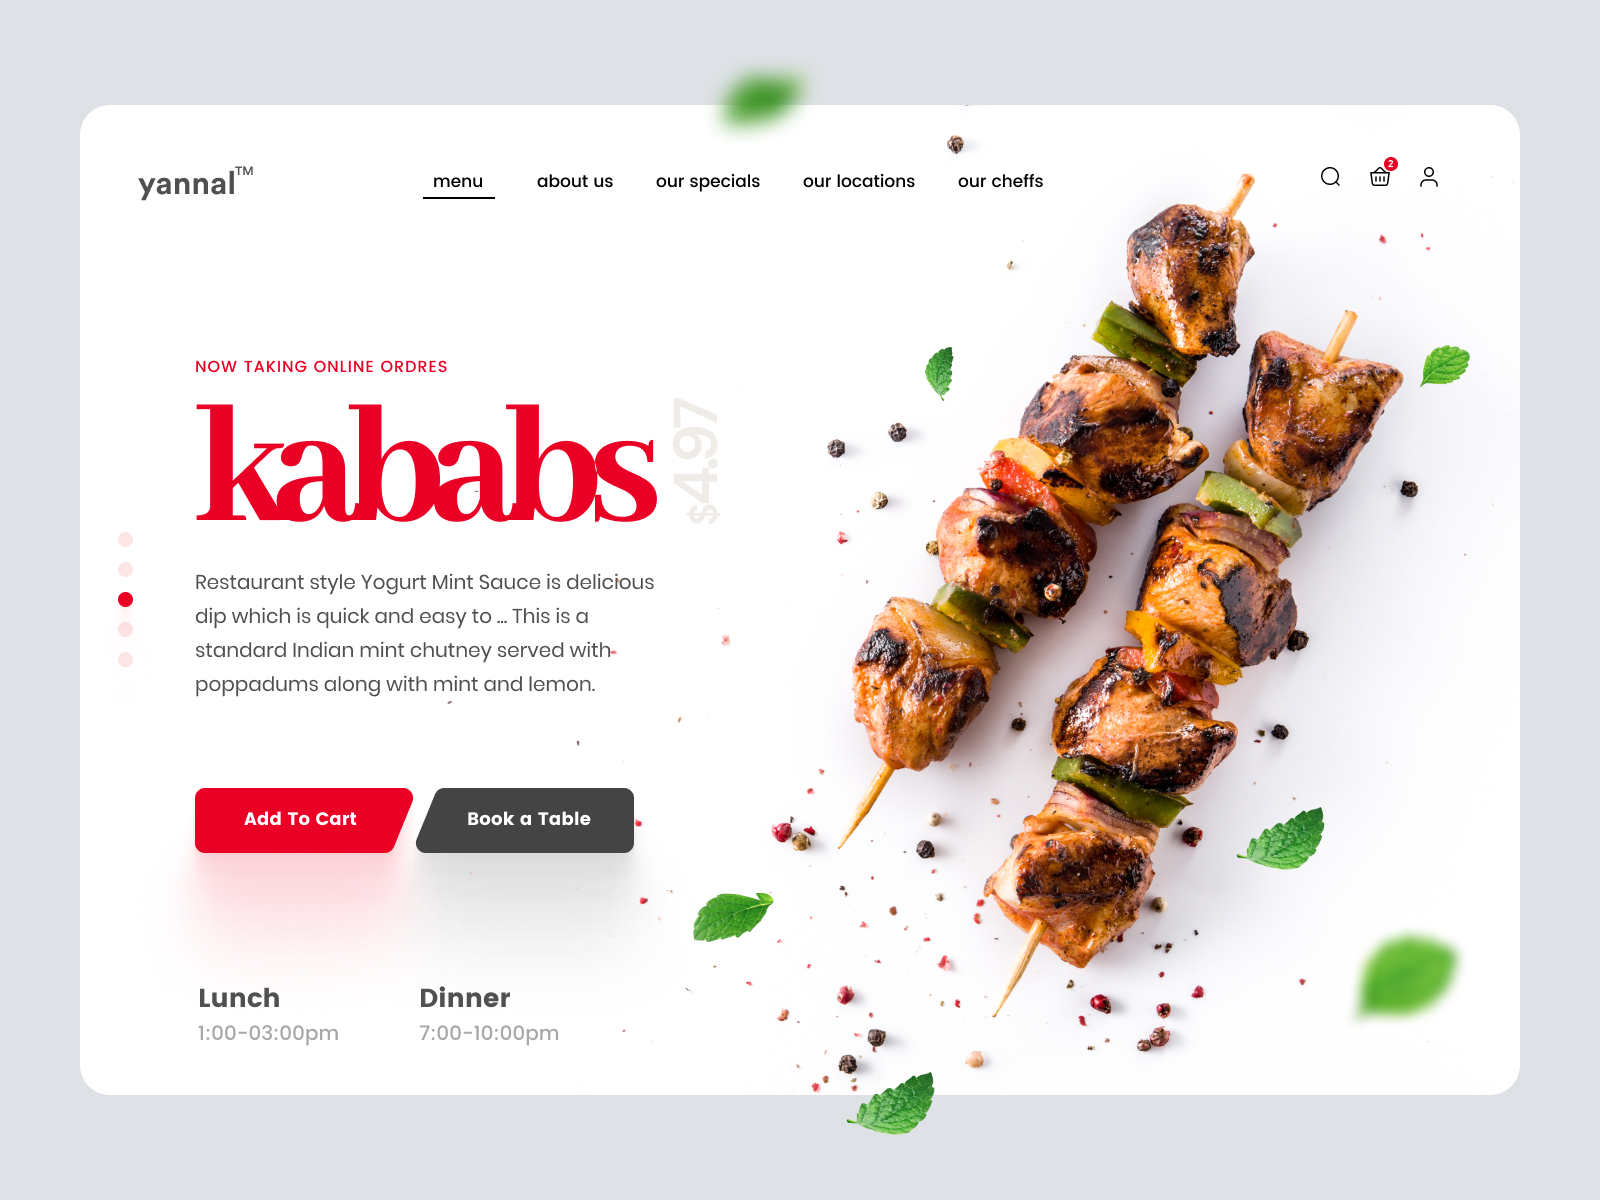 yannal™
menu about us our specials our locations our cheffs
2
NOW TAKING ONLINE ORDRES
kababs
$4.97
Restaurant style Yogurt Mint Sauce is delicious
dip which is quick and easy to ... This is a
standard Indian mint chutney served with
poppadums along with mint and lemon.
Add To Cart
Book a Table
Lunch
1:00-03:00pm
Dinner
7:00-10:00pm